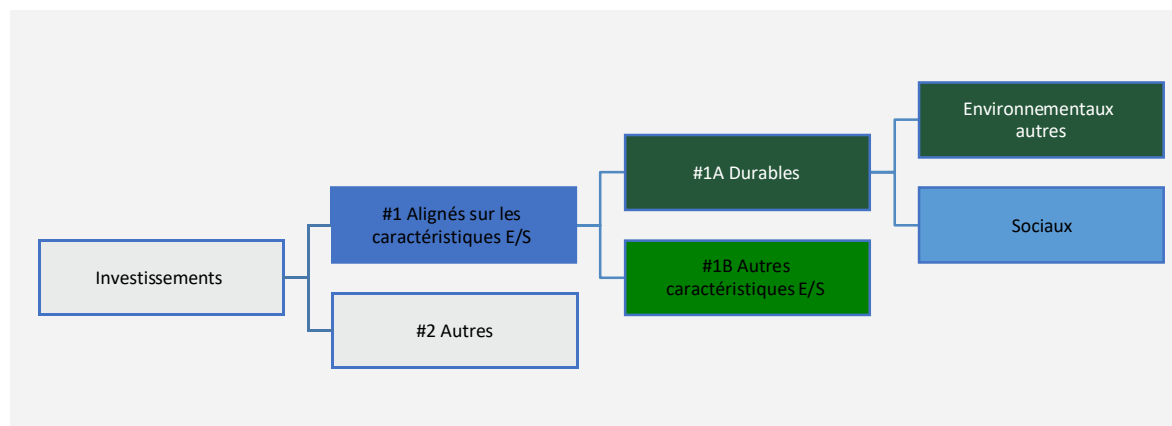 Environnementaux
autres
#1A Durables
#1 Alignés sur les
caractéristiques E/S
Sociaux
Investissements
#1B Autres
caractéristiques E/S
#2 Autres